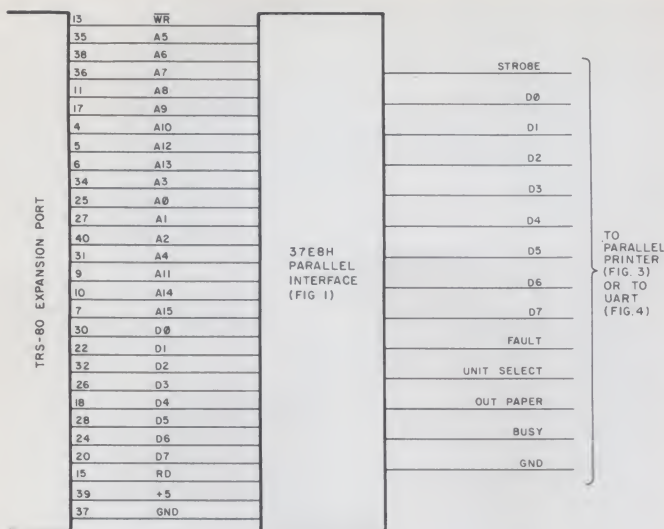 TRS-80 EXPANSION PORT
13 WR
35 A5
38 A6
36 A7
11 A8
17 A9
4 A10
5 A12
6 A13
34 A3
25 AØ
27 A1
40 A2
31 A4
9 A11
10 A14
7 A15
30 DØ
22 D1
32 D2
26 D3
18 D4
28 D5
24 D6
20 D7
15 RD
39 +5
37 GND
37E8H
PARALLEL
INTERFACE
(FIG 1)
STROBE
DØ
D1
D2
D3
D4
D5
D6
D7
FAULT
UNIT SELECT
OUT PAPER
BUSY
GND
TO
PARALLEL
PRINTER
(FIG. 3)
OR TO
UART
(FIG.4)